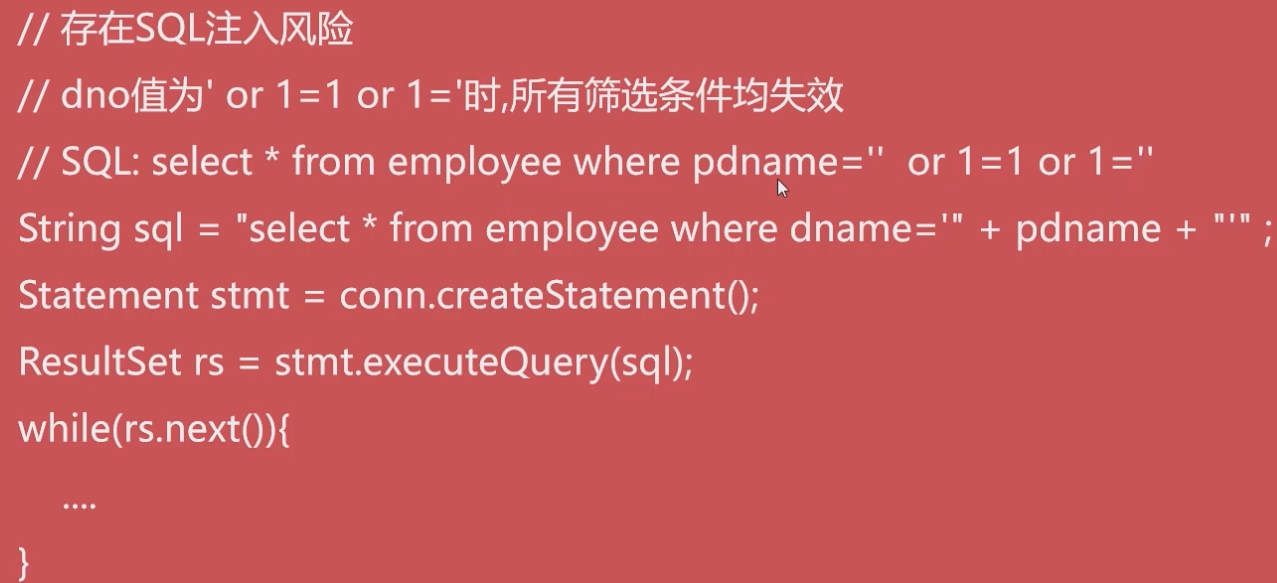 // 存在SQL注入风险
// dno值为' or 1=1 or 1='时,所有筛选条件均失效
// SQL: select * from employee where pdname=''  or 1=1 or 1=''
String sql = "select * from employee where dname='" + pdname + "'" ;
Statement stmt = conn.createStatement();
ResultSet rs = stmt.executeQuery(sql);
while(rs.next()){
....
}